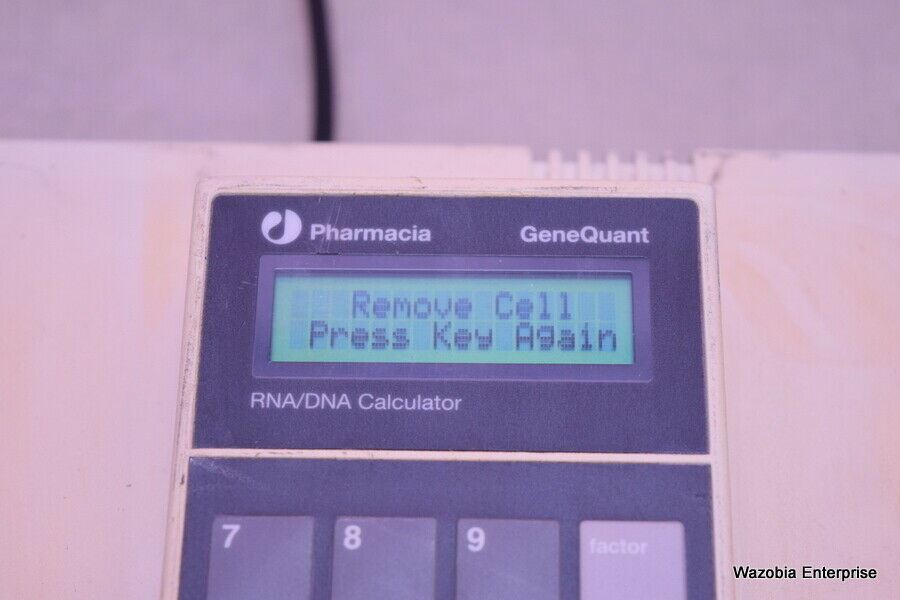 Pharmacia GeneQuant
Remove Cell
Press Key Again
RNA/DNA Calculator
7 8 9 factor
Wazobia Enterprise